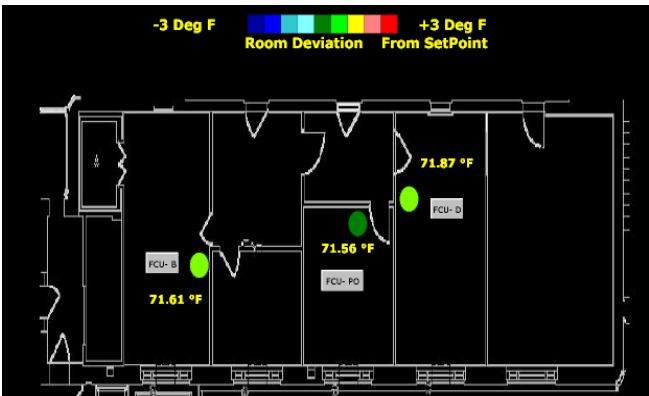 -3 Deg F +3 Deg F
Room Deviation From SetPoint
71.87 °F
FCU- D
71.56 °F
FCU- B
FCU- PO
71.61 °F